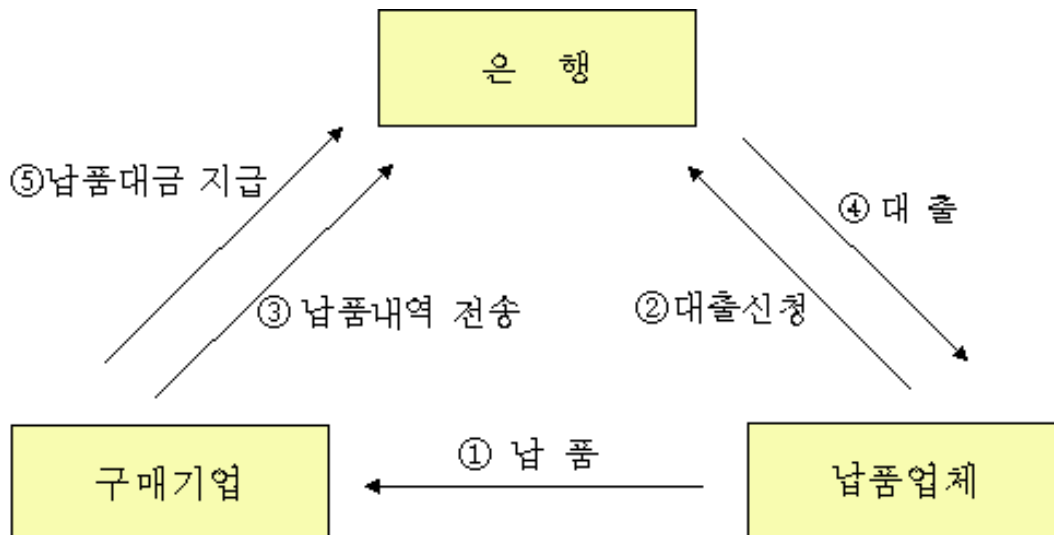 은 행
⑤납품대금 지급
④ 대 출
③ 납품내역 전송
②대출신청
① 납 품
구매기업
납품업체